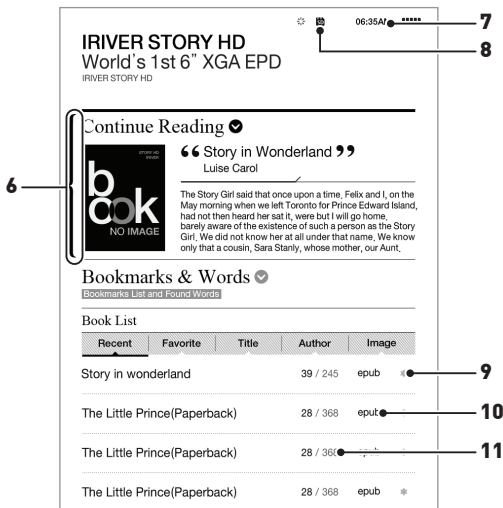 06:35AM
7
8
IRIVER STORY HD
World's 1st 6" XGA EPD
IRIVER STORY HD
Continue Reading
6
STORY HD
IRIVER
book
NO IMAGE
❝ Story in Wonderland ❞
Luise Carol
The Story Girl said that once upon a time, Felix and I, on the
May morning when we left Toronto for Prince Edward Island,
had not then heard her sat it, were but I will go home,
barely aware of the existence of such a person as the Story
Girl, We did not know her at all under that name, We know
only that a cousin, Sara Stanly, whose mother, our Aunt,
Bookmarks & Words
Bookmarks List and Found Words
Book List
Recent Favorite Title Author Image
Story in wonderland 39 / 245 epub 9
The Little Prince(Paperback) 28 / 368 epub 10
The Little Prince(Paperback) 28 / 368 11
The Little Prince(Paperback) 28 / 368 epub